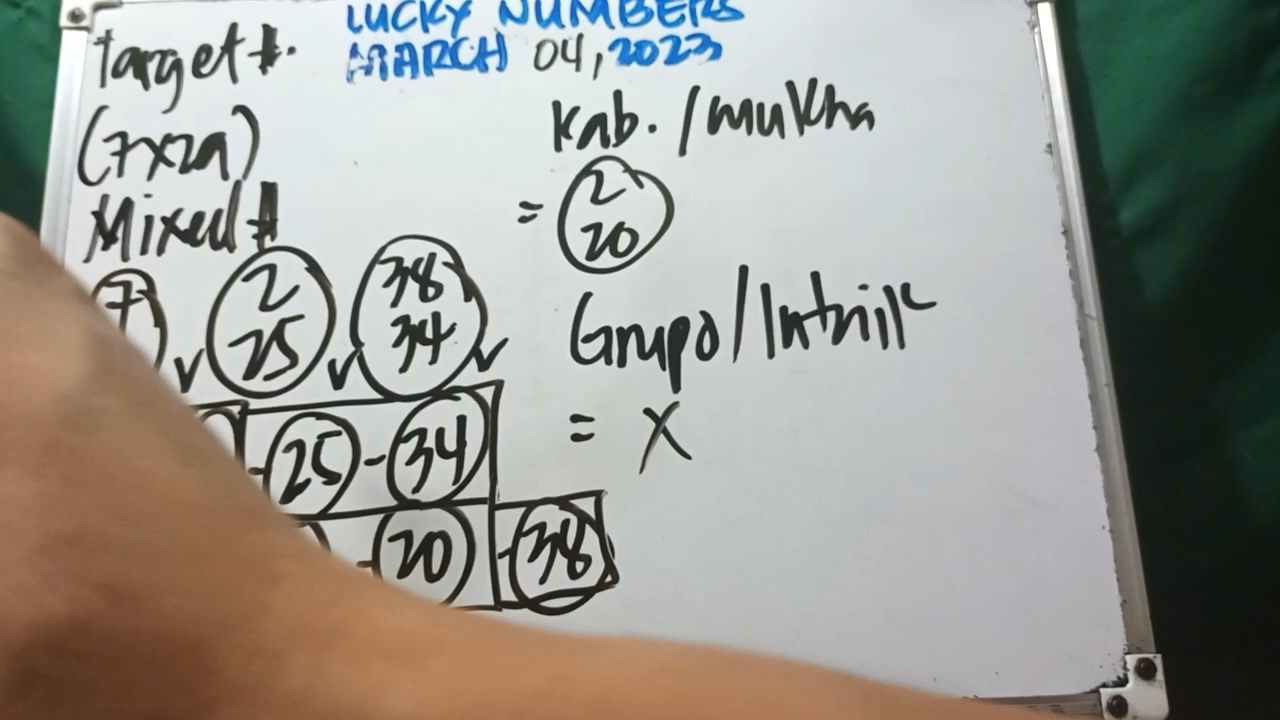 LUCKY NUMBERS
MARCH 04, 2023
Target #.
(7x29)
Mixed #
7
2
25
38
34
25 - 34
- 20 - 38
Kab. / mukha
= 2
20
Grupo / Intrik
= X